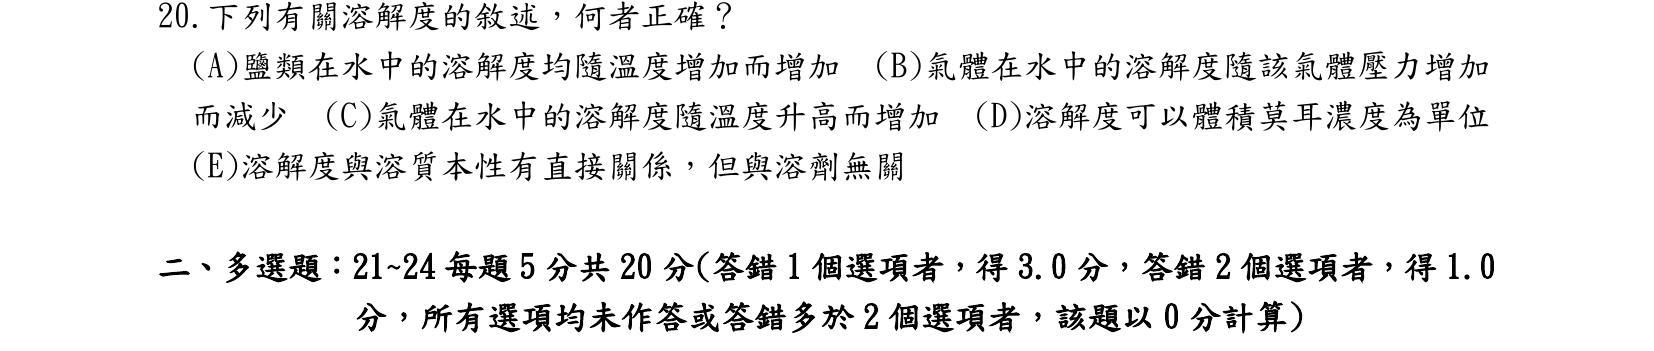 20.下列有關溶解度的敘述，何者正確？
(A)鹽類在水中的溶解度均隨溫度增加而增加　(B)氣體在水中的溶解度隨該氣體壓力增加
而減少　(C)氣體在水中的溶解度隨溫度升高而增加　(D)溶解度可以體積莫耳濃度為單位
(E)溶解度與溶質本性有直接關係，但與溶劑無關
二、多選題：21~24 每題 5 分共 20 分(答錯 1 個選項者，得 3.0 分，答錯 2 個選項者，得 1.0
分，所有選項均未作答或答錯多於 2 個選項者，該題以 0 分計算)